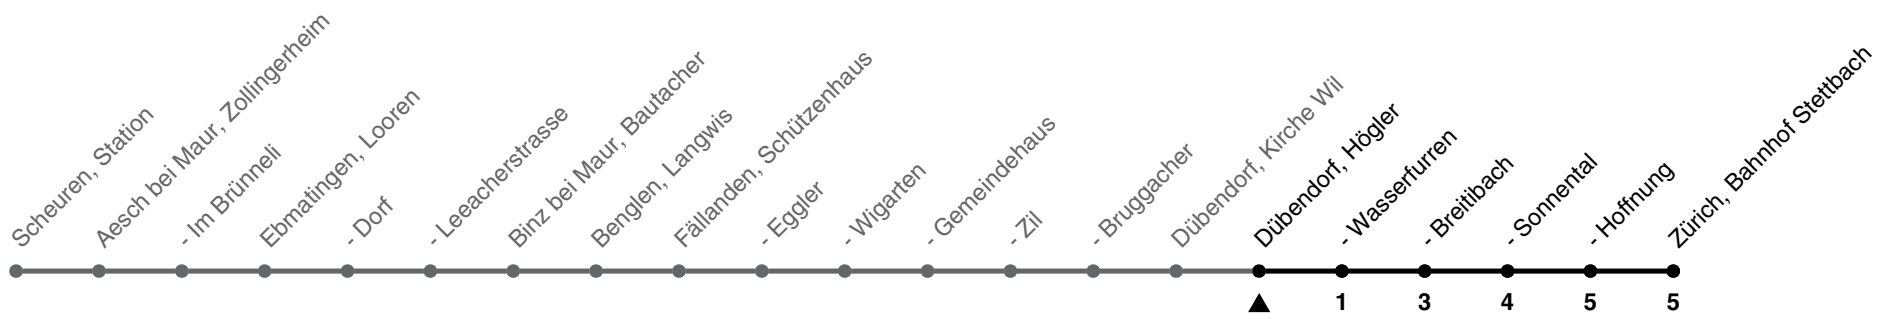 Scheuren, Station
Aesch bei Maur, Zollingerheim
- Im Brünneli
Ebmatingen, Looren
- Dorf
- Leeacherstrasse
Binz bei Maur, Bautacher
Benglen, Langwis
Fällanden, Schützenhaus
- Eggler
- Wigarten
- Gemeindehaus
- Zil
- Bruggacher
Dübendorf, Kirche Wil
Dübendorf, Högler
- Wasserfurren
- Breitibach
- Sonnental
- Hoffnung
Zürich, Bahnhof Stettbach
1 3 4 5 5